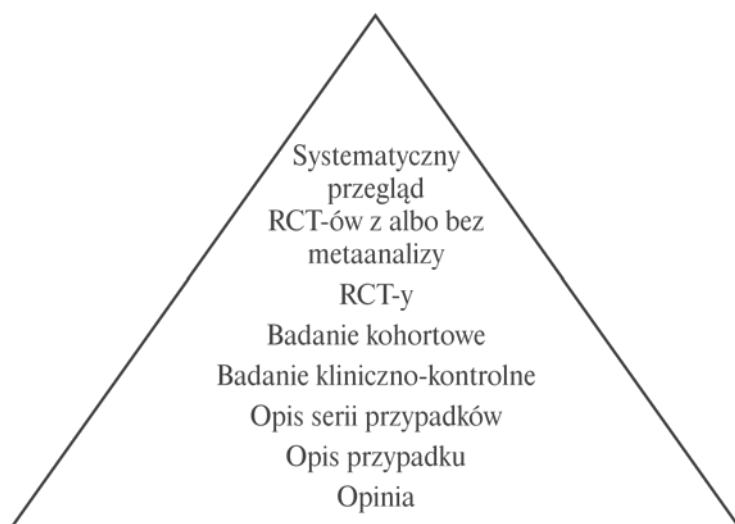 Systematyczny
przegląd
RCT-ów z albo bez
metaanalizy
RCT-y
Badanie kohortowe
Badanie kliniczno-kontrolne
Opis serii przypadków
Opis przypadku
Opinia